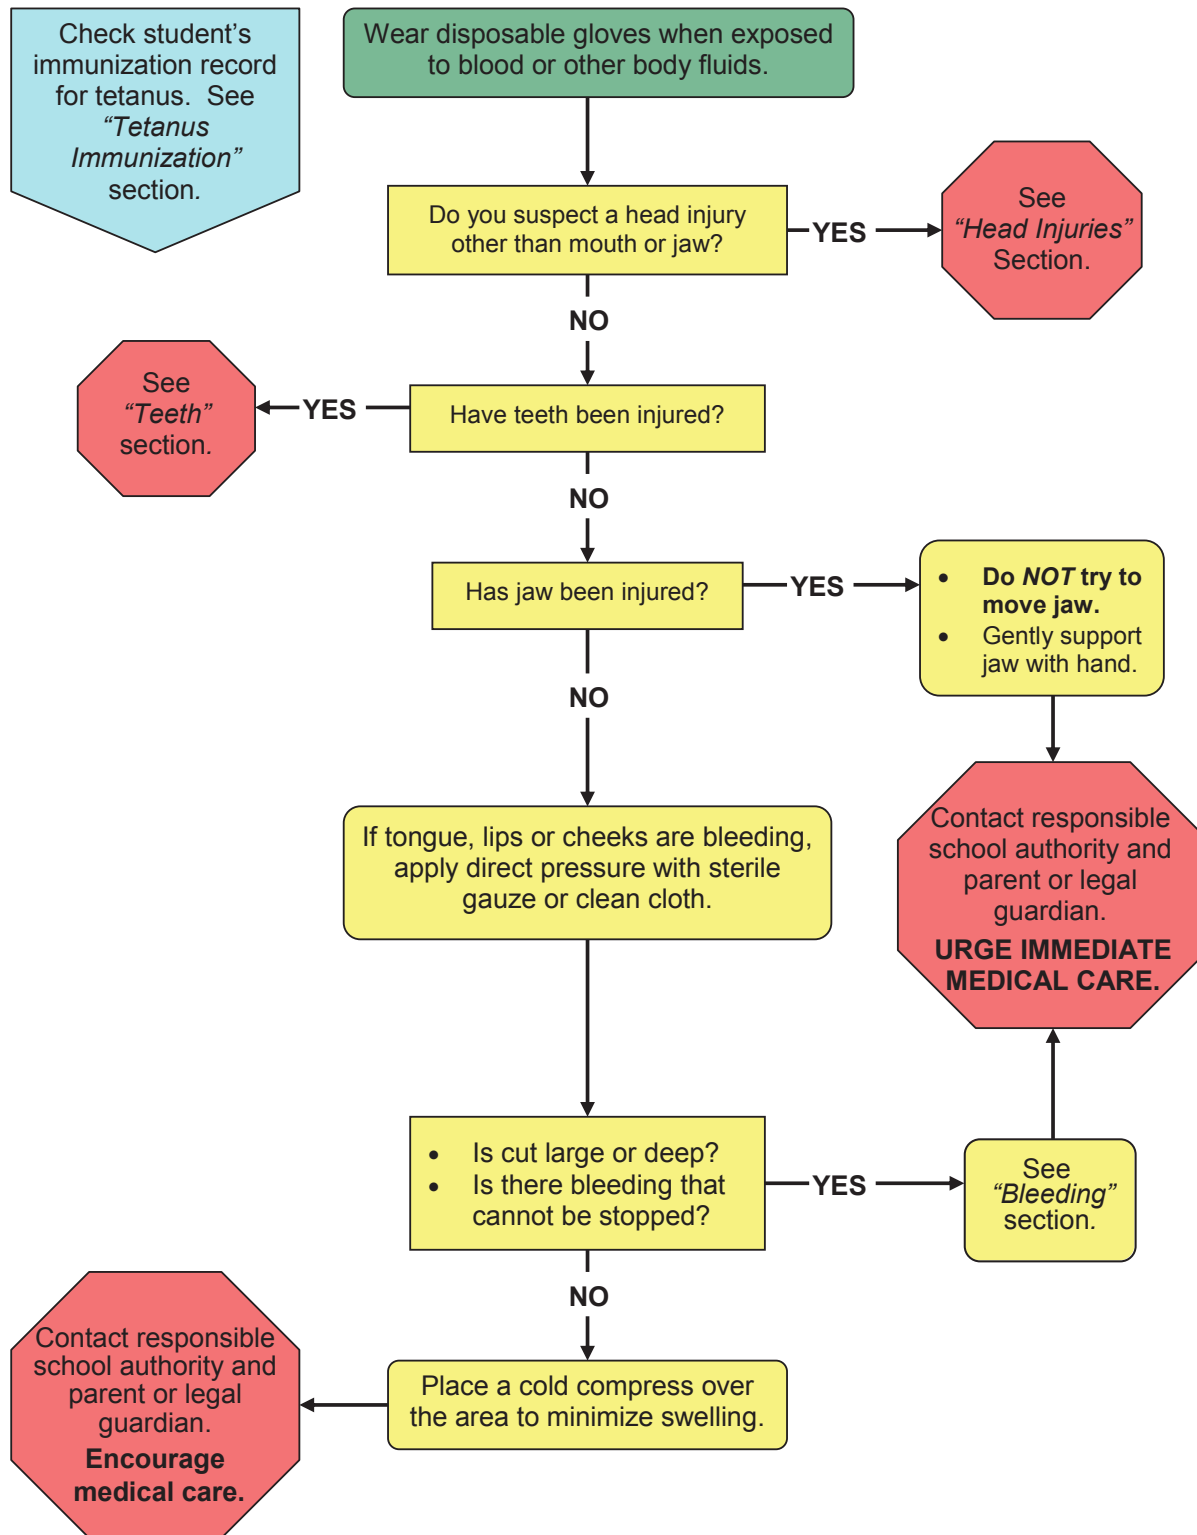 Check student's
immunization record
for tetanus.  See
"Tetanus
Immunization"
section.
Wear disposable gloves when exposed
to blood or other body fluids.
Do you suspect a head injury
other than mouth or jaw?
YES
See
"Head Injuries"
Section.
NO
See
"Teeth"
section.
YES
Have teeth been injured?
NO
Has jaw been injured?
YES
• Do NOT try to
move jaw.
• Gently support
jaw with hand.
NO
If tongue, lips or cheeks are bleeding,
apply direct pressure with sterile
gauze or clean cloth.
Contact responsible
school authority and
parent or legal
guardian.
URGE IMMEDIATE
MEDICAL CARE.
• Is cut large or deep?
• Is there bleeding that
cannot be stopped?
YES
See
"Bleeding"
section.
NO
Place a cold compress over
the area to minimize swelling.
Contact responsible
school authority and
parent or legal
guardian.
Encourage
medical care.